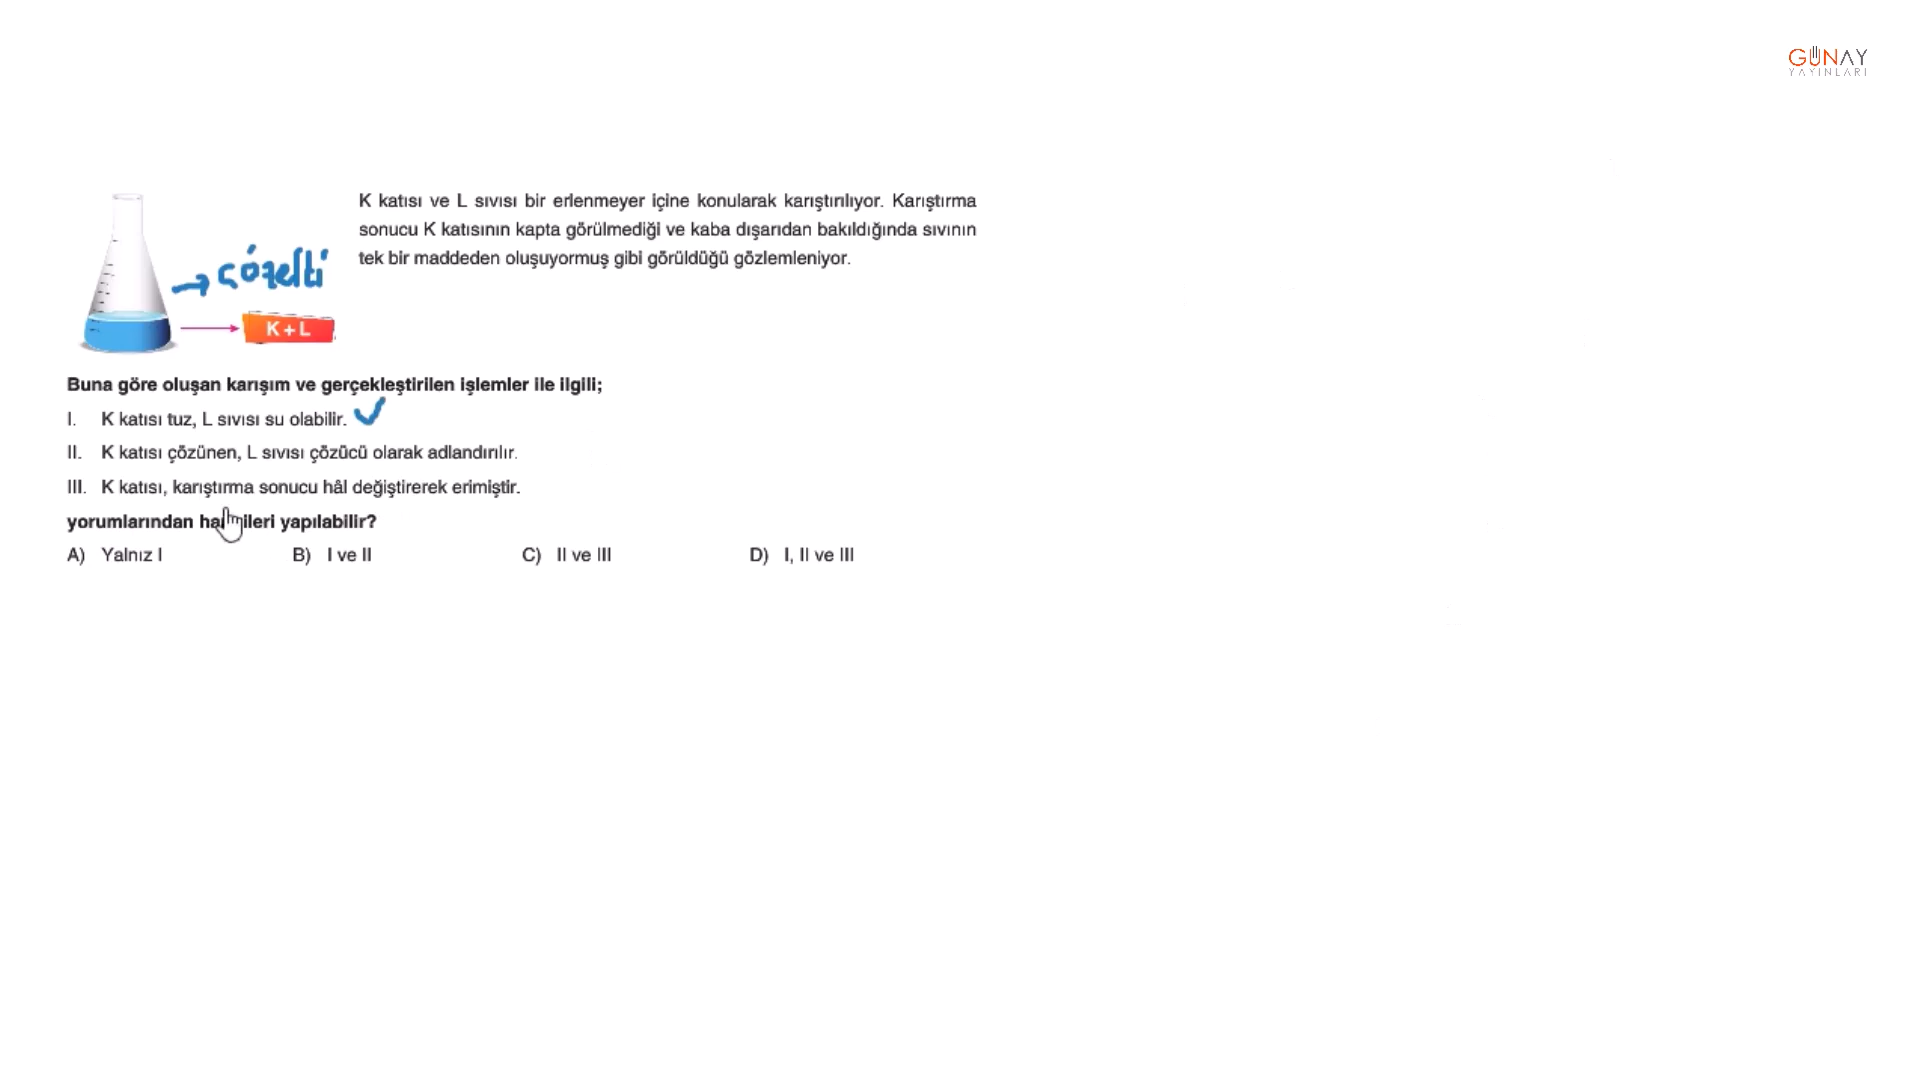 GÜNAY
YAYINLARI
K katısı ve L sıvısı bir erlenmeyer içine konularak karıştırılıyor. Karıştırma
sonucu K katısının kapta görülmediği ve kaba dışarıdan bakıldığında sıvının
tek bir maddeden oluşuyormuş gibi görüldüğü gözlemleniyor.
çözelti
K+L
Buna göre oluşan karışım ve gerçekleştirilen işlemler ile ilgili;
I. K katısı tuz, L sıvısı su olabilir.
II. K katısı çözünen, L sıvısı çözücü olarak adlandırılır.
III. K katısı, karıştırma sonucu hâl değiştirerek erimiştir.
yorumlarından yapılabilir?
A) Yalnız I B) I ve II C) II ve III D) I, II ve III